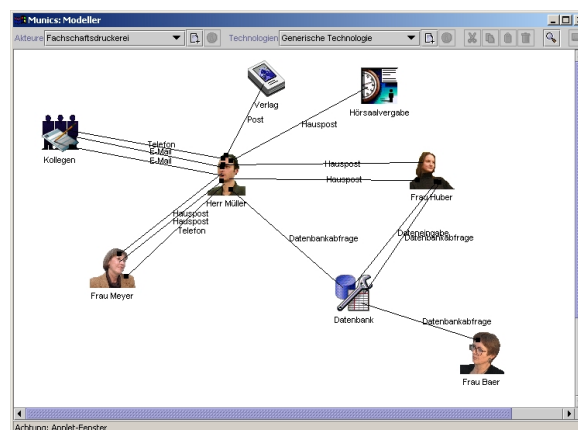 Munics: Modeller
Akteure Fachschaftsdruckerei Technologien Generische Technologie
Verlag
Hörsaalvergabe
Post
Hauspost
Kollegen
Telefon
E-Mail
E-Mail
Hauspost
Hauspost
Herr Müller
Frau Huber
Hauspost
Hauspost
Telefon
Datenbankabfrage
Dateneingabe
Datenbankabfrage
Frau Meyer
Datenbank
Datenbankabfrage
Frau Baer
Achtung: Applet-Fenster